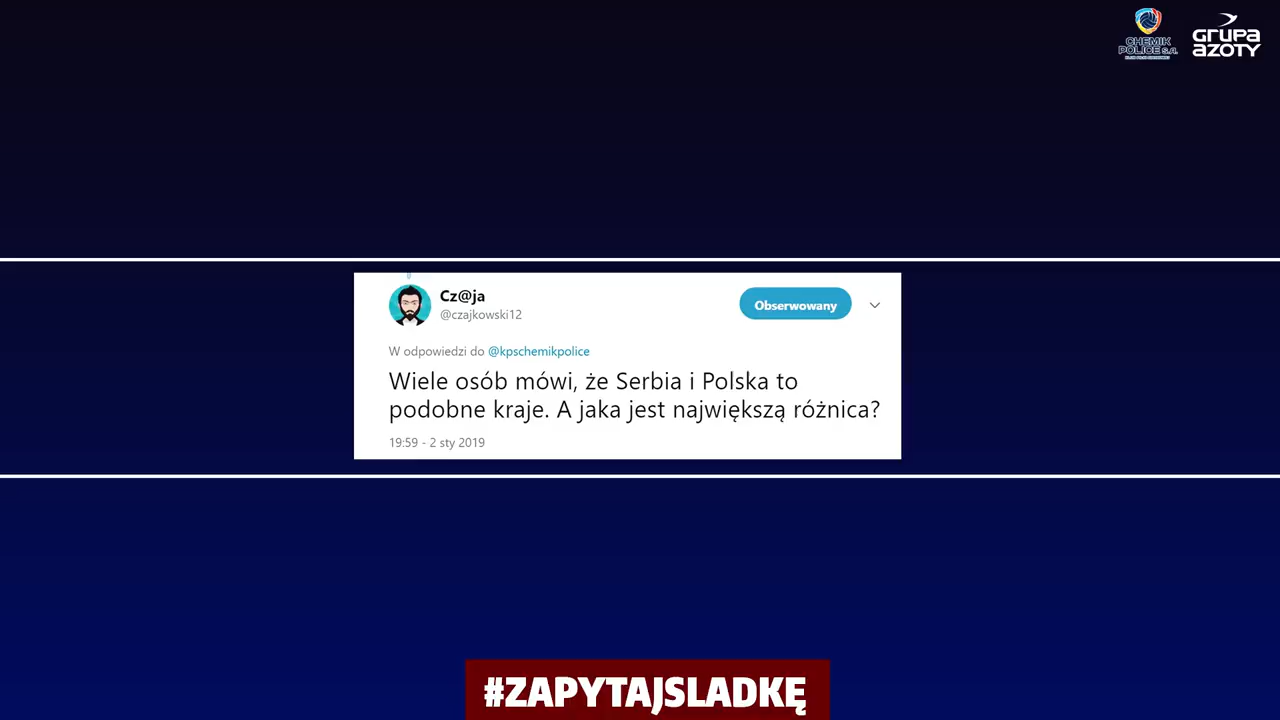 CHEMIK
POLICE S.A.
GRUPA
AZOTY
Cz@ja
@czajkowski12
Obserwowany
W odpowiedzi do @kpschemikpolice
Wiele osób mówi, że Serbia i Polska to
podobne kraje. A jaka jest największą różnica?
19:59 - 2 sty 2019
#ZAPYTAJSLADKĘ